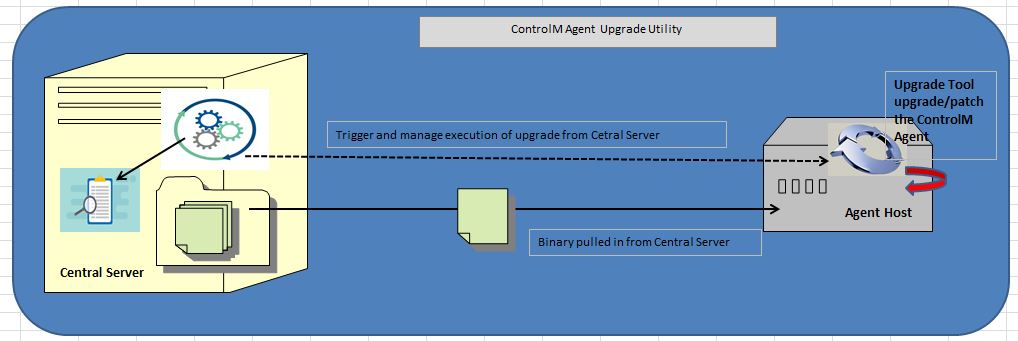 ControlM Agent Upgrade Utility
Upgrade Tool
upgrade/patch
the ControlM
Agent
Trigger and manage execution of upgrade from Cetral Server
Agent Host
Binary pulled in from Central Server
Central Server